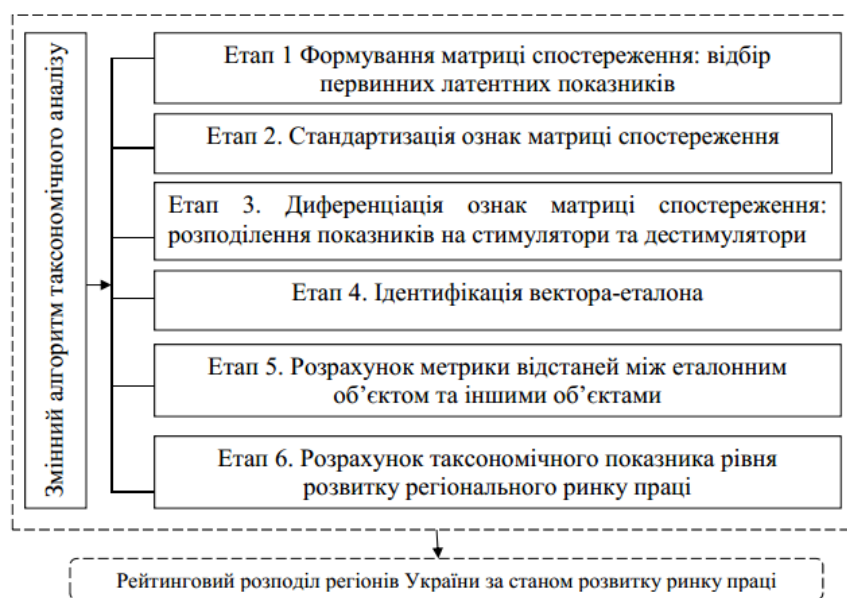 Змінний алгоритм таксономічного аналізу
Етап 1 Формування матриці спостереження: відбір
первинних латентних показників
Етап 2. Стандартизація ознак матриці спостереження
Етап 3. Диференціація ознак матриці спостереження:
розподілення показників на стимулятори та дестимулятори
Етап 4. Ідентифікація вектора-еталона
Етап 5. Розрахунок метрики відстаней між еталонним
об’єктом та іншими об’єктами
Етап 6. Розрахунок таксономічного показника рівня
розвитку регіонального ринку праці
Рейтинговий розподіл регіонів України за станом розвитку ринку праці